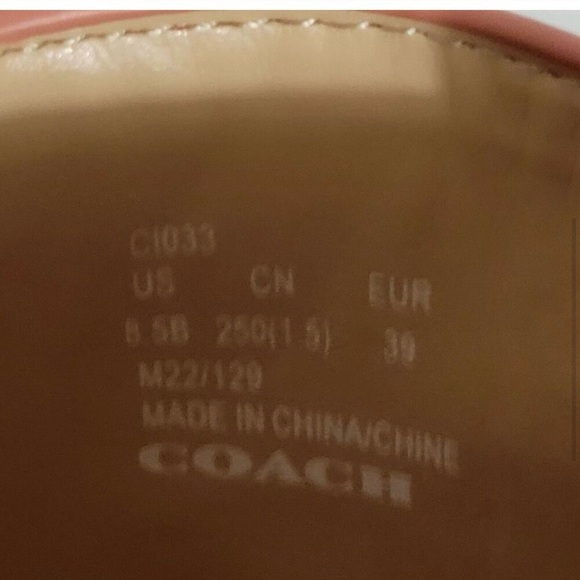 CI033
US CN EUR
8.5B 250(1.5) 39
M22/129
MADE IN CHINA/CHINE
COACH